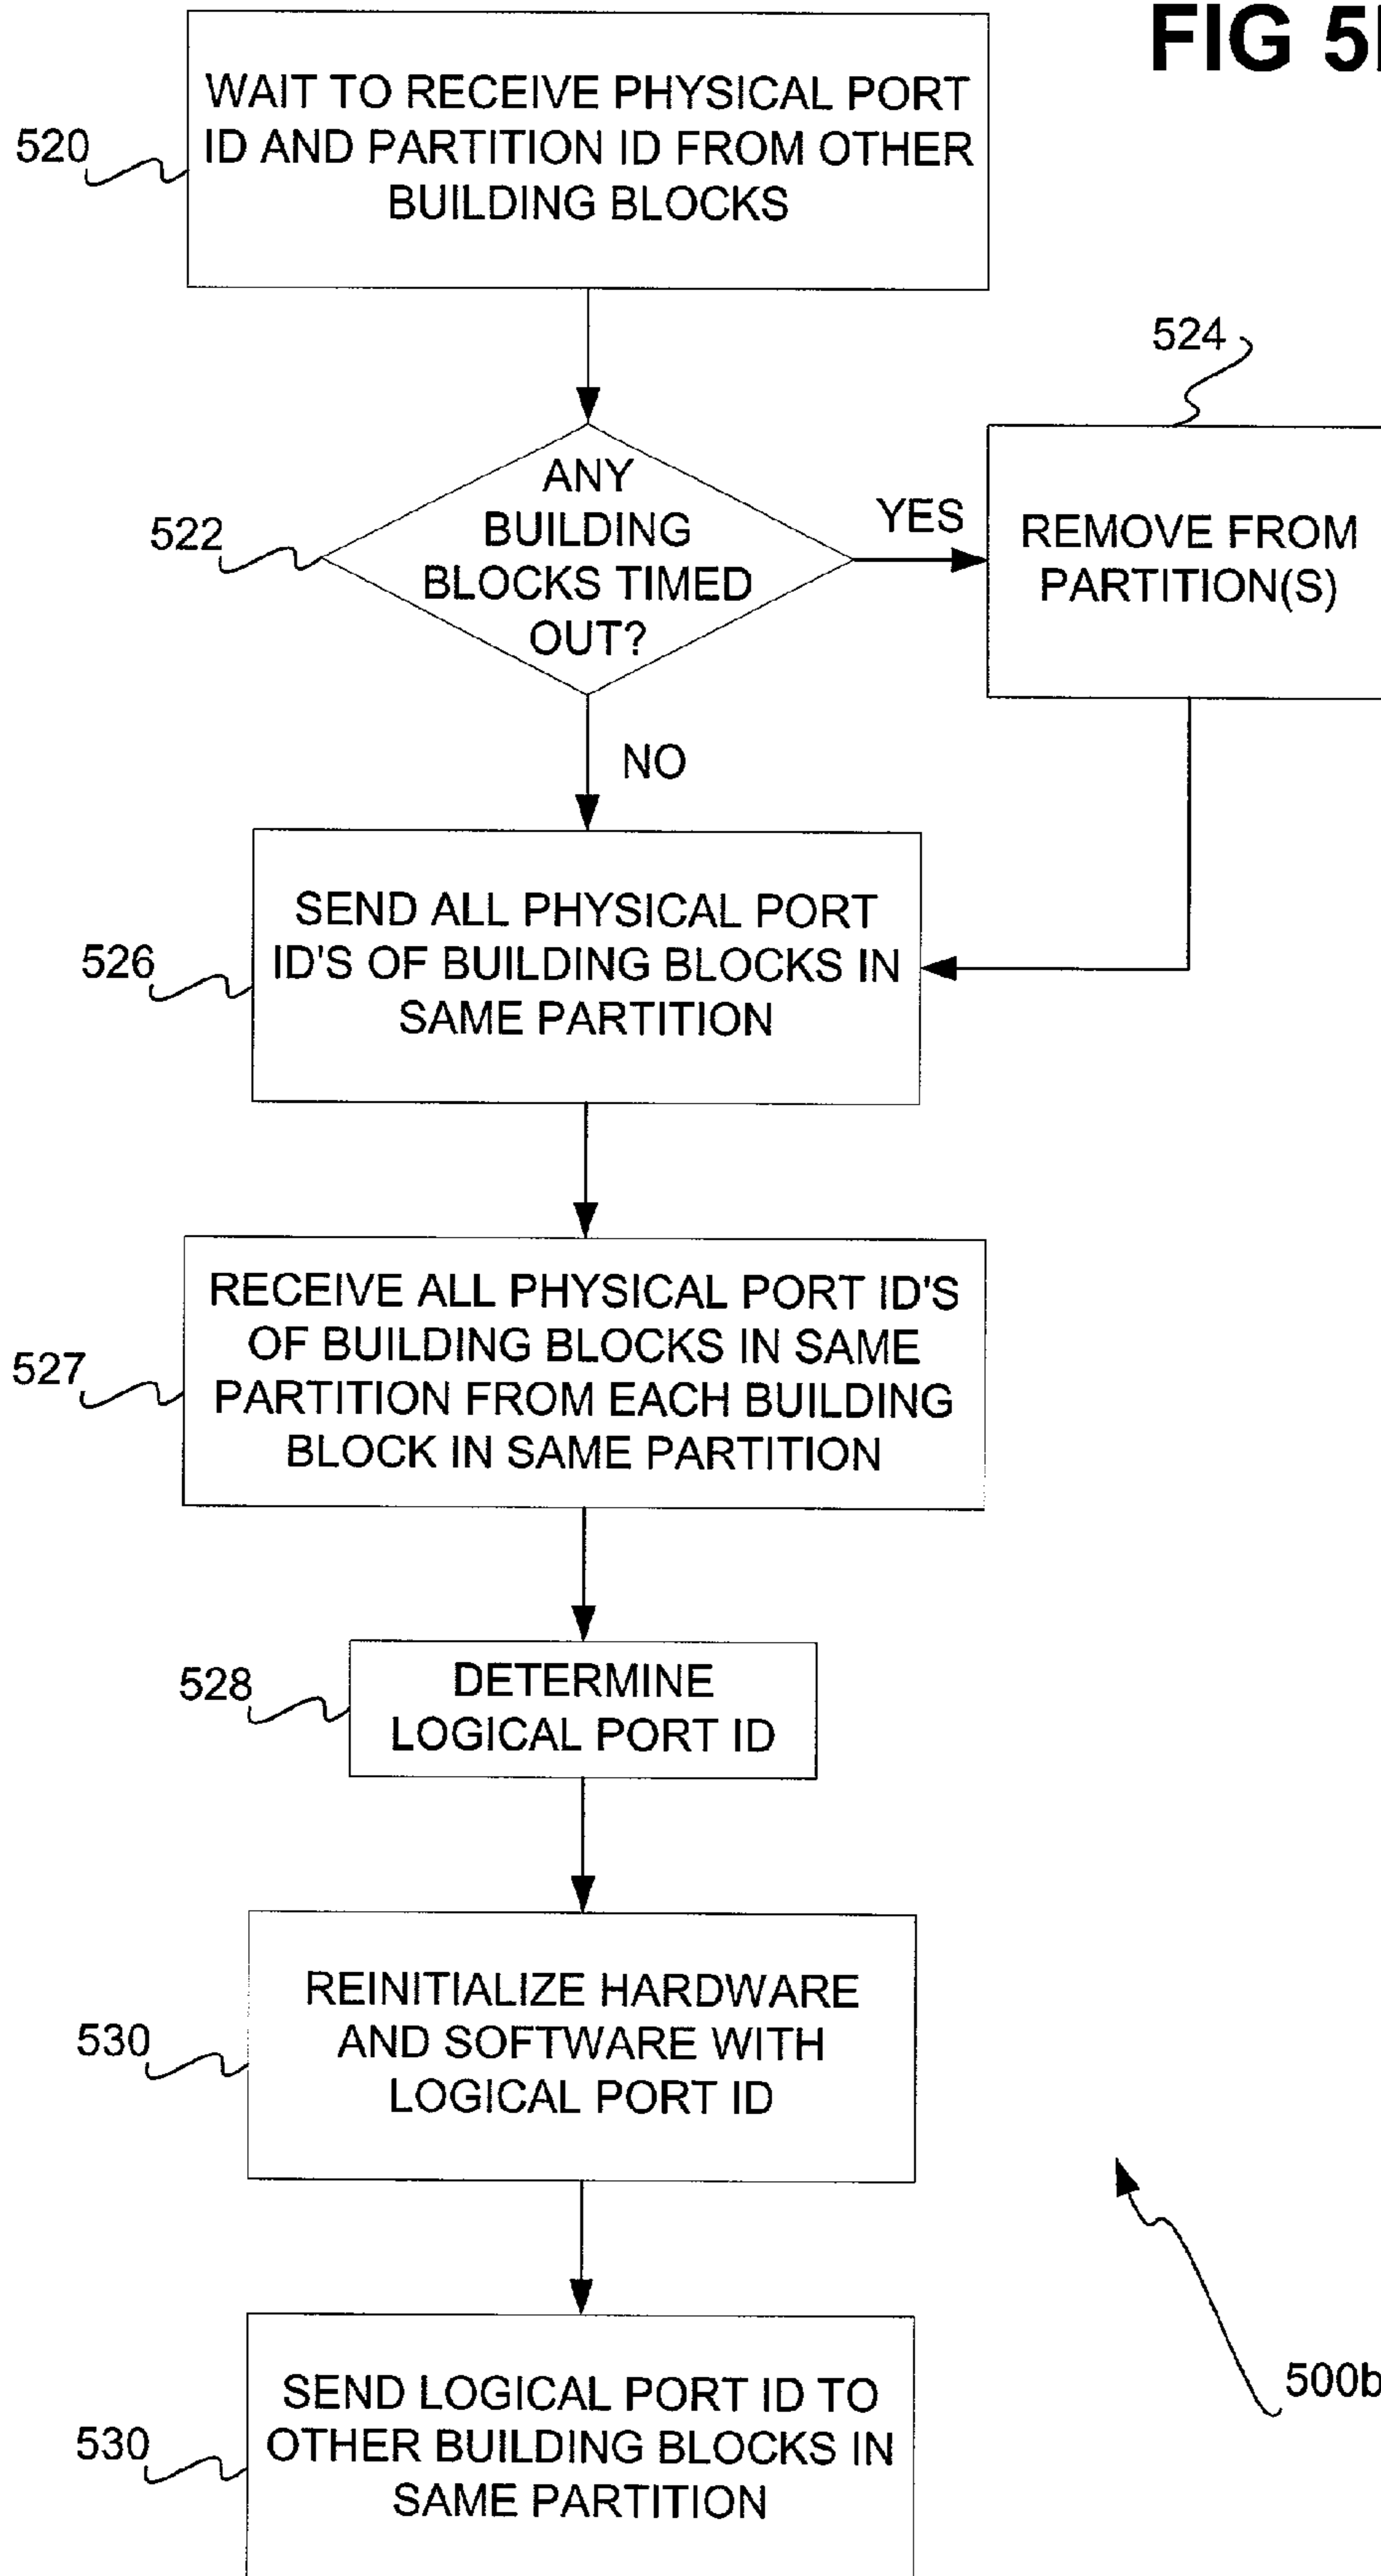 FIG 5
520
WAIT TO RECEIVE PHYSICAL PORT
ID AND PARTITION ID FROM OTHER
BUILDING BLOCKS
522
ANY
BUILDING
BLOCKS TIMED
OUT?
YES
524
REMOVE FROM
PARTITION(S)
NO
526
SEND ALL PHYSICAL PORT
ID'S OF BUILDING BLOCKS IN
SAME PARTITION
527
RECEIVE ALL PHYSICAL PORT ID'S
OF BUILDING BLOCKS IN SAME
PARTITION FROM EACH BUILDING
BLOCK IN SAME PARTITION
528
DETERMINE
LOGICAL PORT ID
530
REINITIALIZE HARDWARE
AND SOFTWARE WITH
LOGICAL PORT ID
530
SEND LOGICAL PORT ID TO
OTHER BUILDING BLOCKS IN
SAME PARTITION
500b